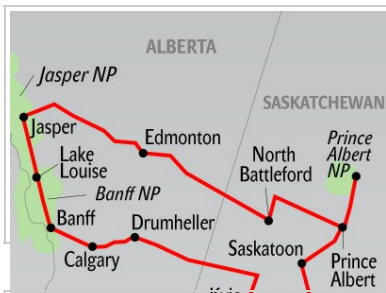 ALBERTA
Jasper NP
SASKATCHEWAN
Jasper
Edmonton
Prince
Albert
NP
Lake
Louise
North
Battleford
Banff NP
Banff
Drumheller
Calgary
Saskatoon
Prince
Albert